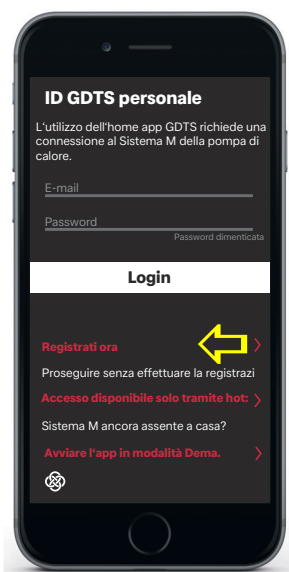 ID GDTS personale
L'utilizzo dell'home app GDTS richiede una
connessione al Sistema M della pompa di
calore.
E-mail
Password
Password dimenticata
Login
Registrati ora
Proseguire senza effettuare la registrazi
Accesso disponibile solo tramite hot:
Sistema M ancora assente a casa?
Avviare l'app in modalità Dema.